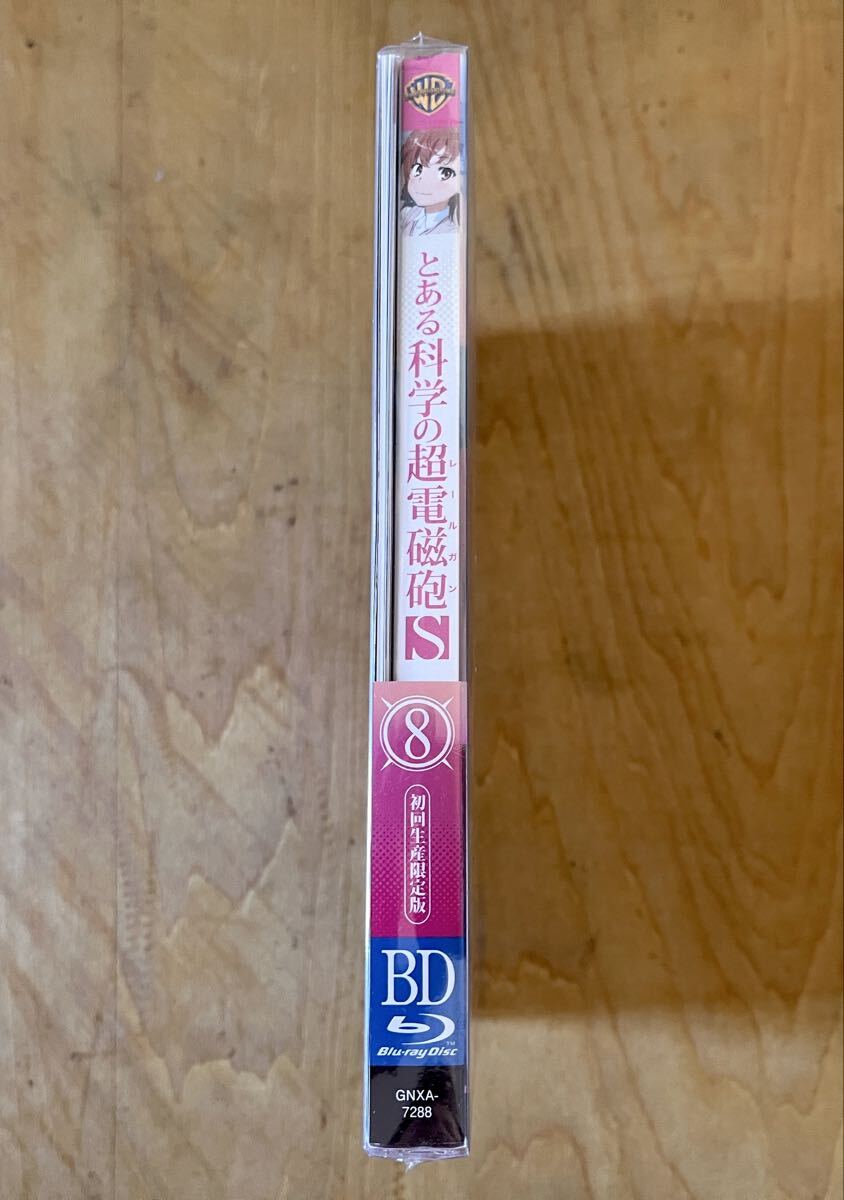 WB
とある科学の超電磁砲
レールガン
S
8
初回生産限定版
BD
Blu-ray Disc
TM
GNXA-
7288